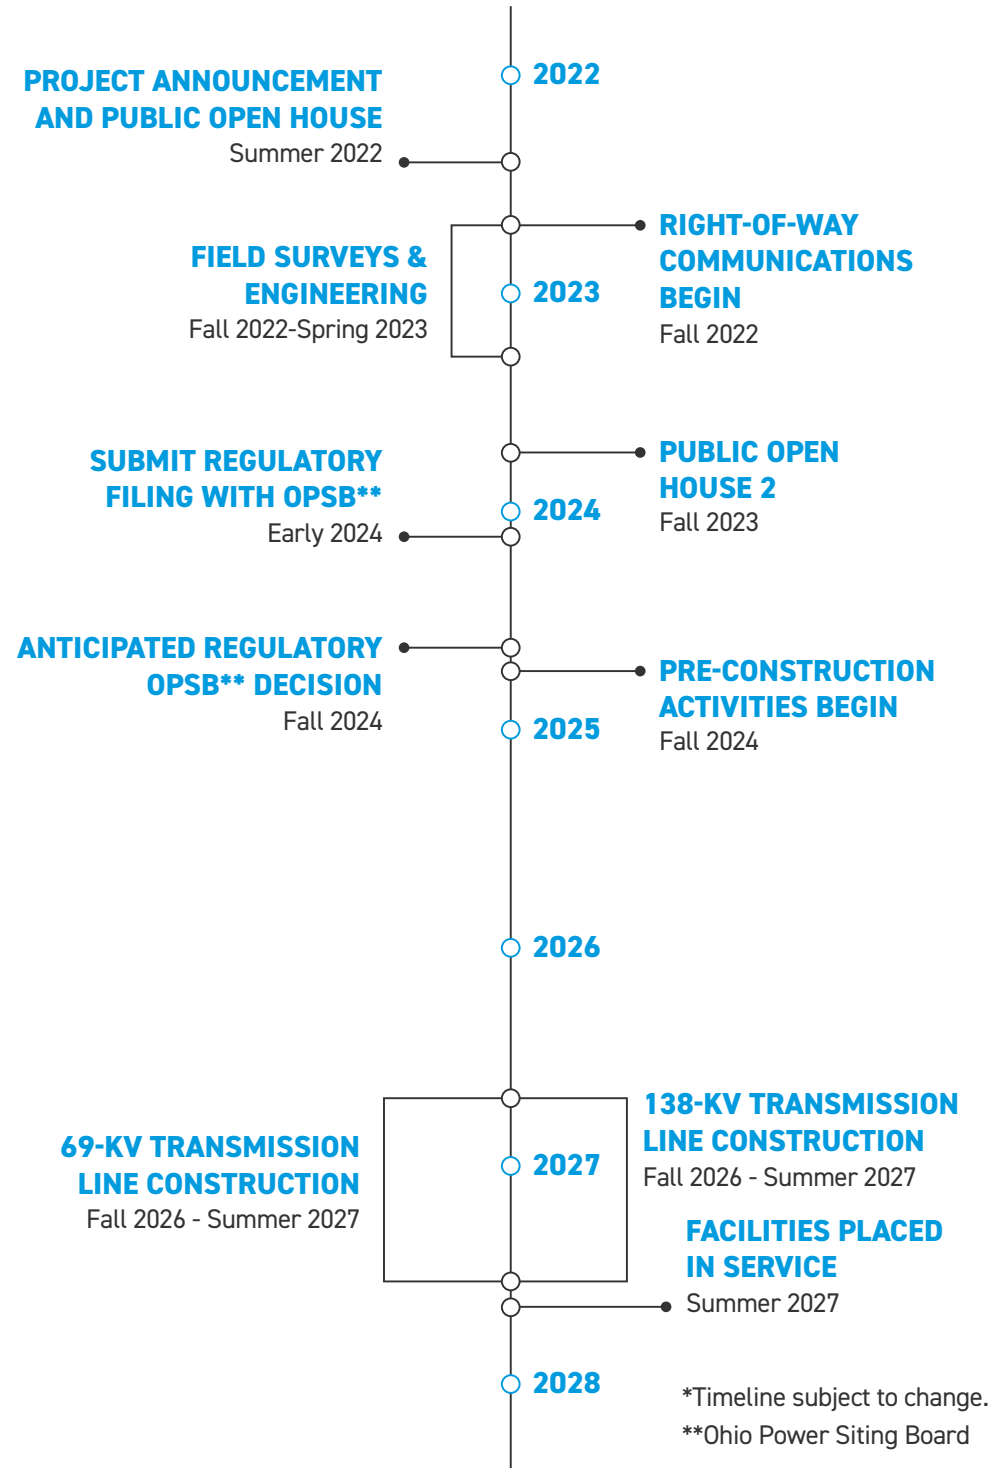 2022
PROJECT ANNOUNCEMENT
AND PUBLIC OPEN HOUSE
Summer 2022
RIGHT-OF-WAY
COMMUNICATIONS
BEGIN
Fall 2022
FIELD SURVEYS &
ENGINEERING
Fall 2022-Spring 2023
2023
PUBLIC OPEN
HOUSE 2
Fall 2023
SUBMIT REGULATORY
FILING WITH OPSB**
Early 2024
2024
ANTICIPATED REGULATORY
OPSB** DECISION
Fall 2024
PRE-CONSTRUCTION
ACTIVITIES BEGIN
Fall 2024
2025
2026
69-KV TRANSMISSION
LINE CONSTRUCTION
Fall 2026 - Summer 2027
2027
138-KV TRANSMISSION
LINE CONSTRUCTION
Fall 2026 - Summer 2027
FACILITIES PLACED
IN SERVICE
Summer 2027
2028
*Timeline subject to change.
**Ohio Power Siting Board